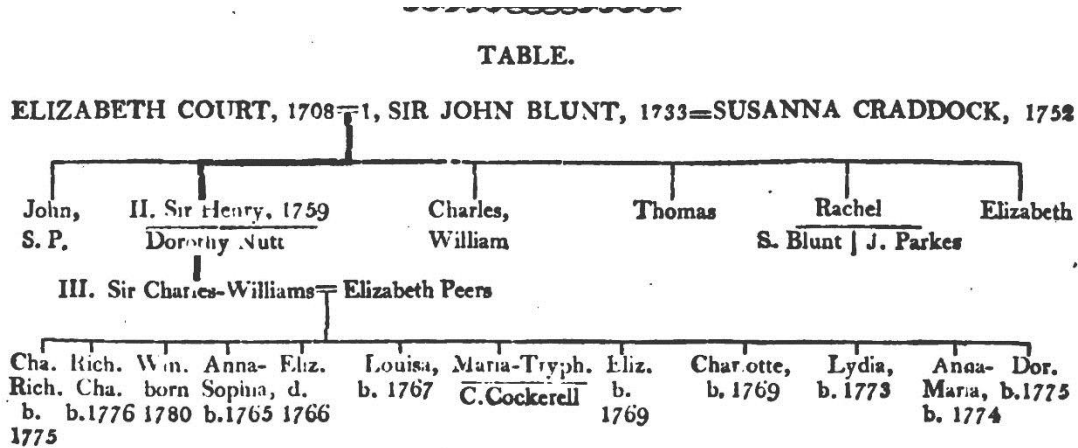 TABLE.
ELIZABETH COURT, 1708=1, SIR JOHN BLUNT, 1733=SUSANNA CRADDOCK, 1752
John, II. Sir Henry, 1759 Charles, Thomas Rachel Elizabeth
S. P. Dorothy Nutt William S. Blunt | J. Parkes
III. Sir Charles-Williams= Elizabeth Peers
Cha. Rich. Wm. Anna- Eliz. Louisa, Maria-Tryph. Eliz. Charlotte, Lydia, Anna- Dor.
Rich. Cha. born Sophia, d. b. 1767 C.Cockerell b. b. 1769 b. 1773 Maria, b.1775
b. b.1776 1780 b.1765 1766 1769 b. 1774
1775